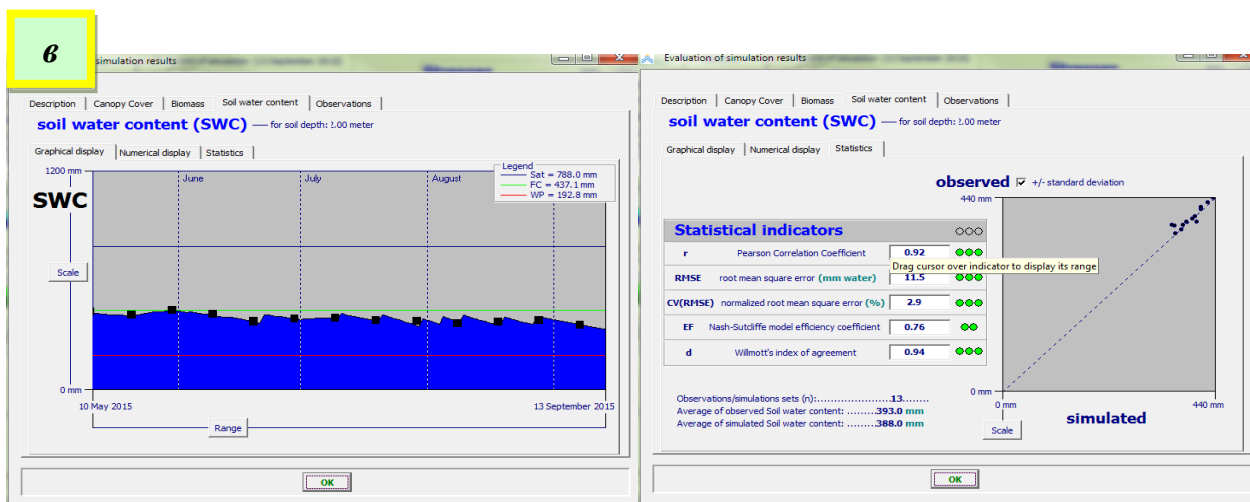 в
simulation results
Description Canopy Cover Biomass Soil water content Observations
soil water content (SWC) for soil depth: 2.00 meter
Graphical display Numerical display Statistics
1200 mm
SWC
June
July
August
Legend
Sat = 788.0 mm
FC = 437.1 mm
WP = 192.8 mm
Scale
0 mm
10 May 2015
13 September 2015
Range
OK
Evaluation of simulation results
Description Canopy Cover Biomass Soil water content Observations
soil water content (SWC) for soil depth: 2.00 meter
Graphical display Numerical display Statistics
observed +/- standard deviation
440 mm
Statistical indicators
r Pearson Correlation Coefficient 0.92
Drag cursor over indicator to display its range
RMSE root mean square error (mm water) 11.5
CV(RMSE) normalized root mean square error (%) 2.9
EF Nash-Sutcliffe model efficiency coefficient 0.76
d Willmott's index of agreement 0.94
Observations/simulations sets (n):.....................13........
Average of observed Soil water content: .........393.0 mm
Average of simulated Soil water content: .........388.0 mm
0 mm
0 mm
440 mm
simulated
Scale
OK